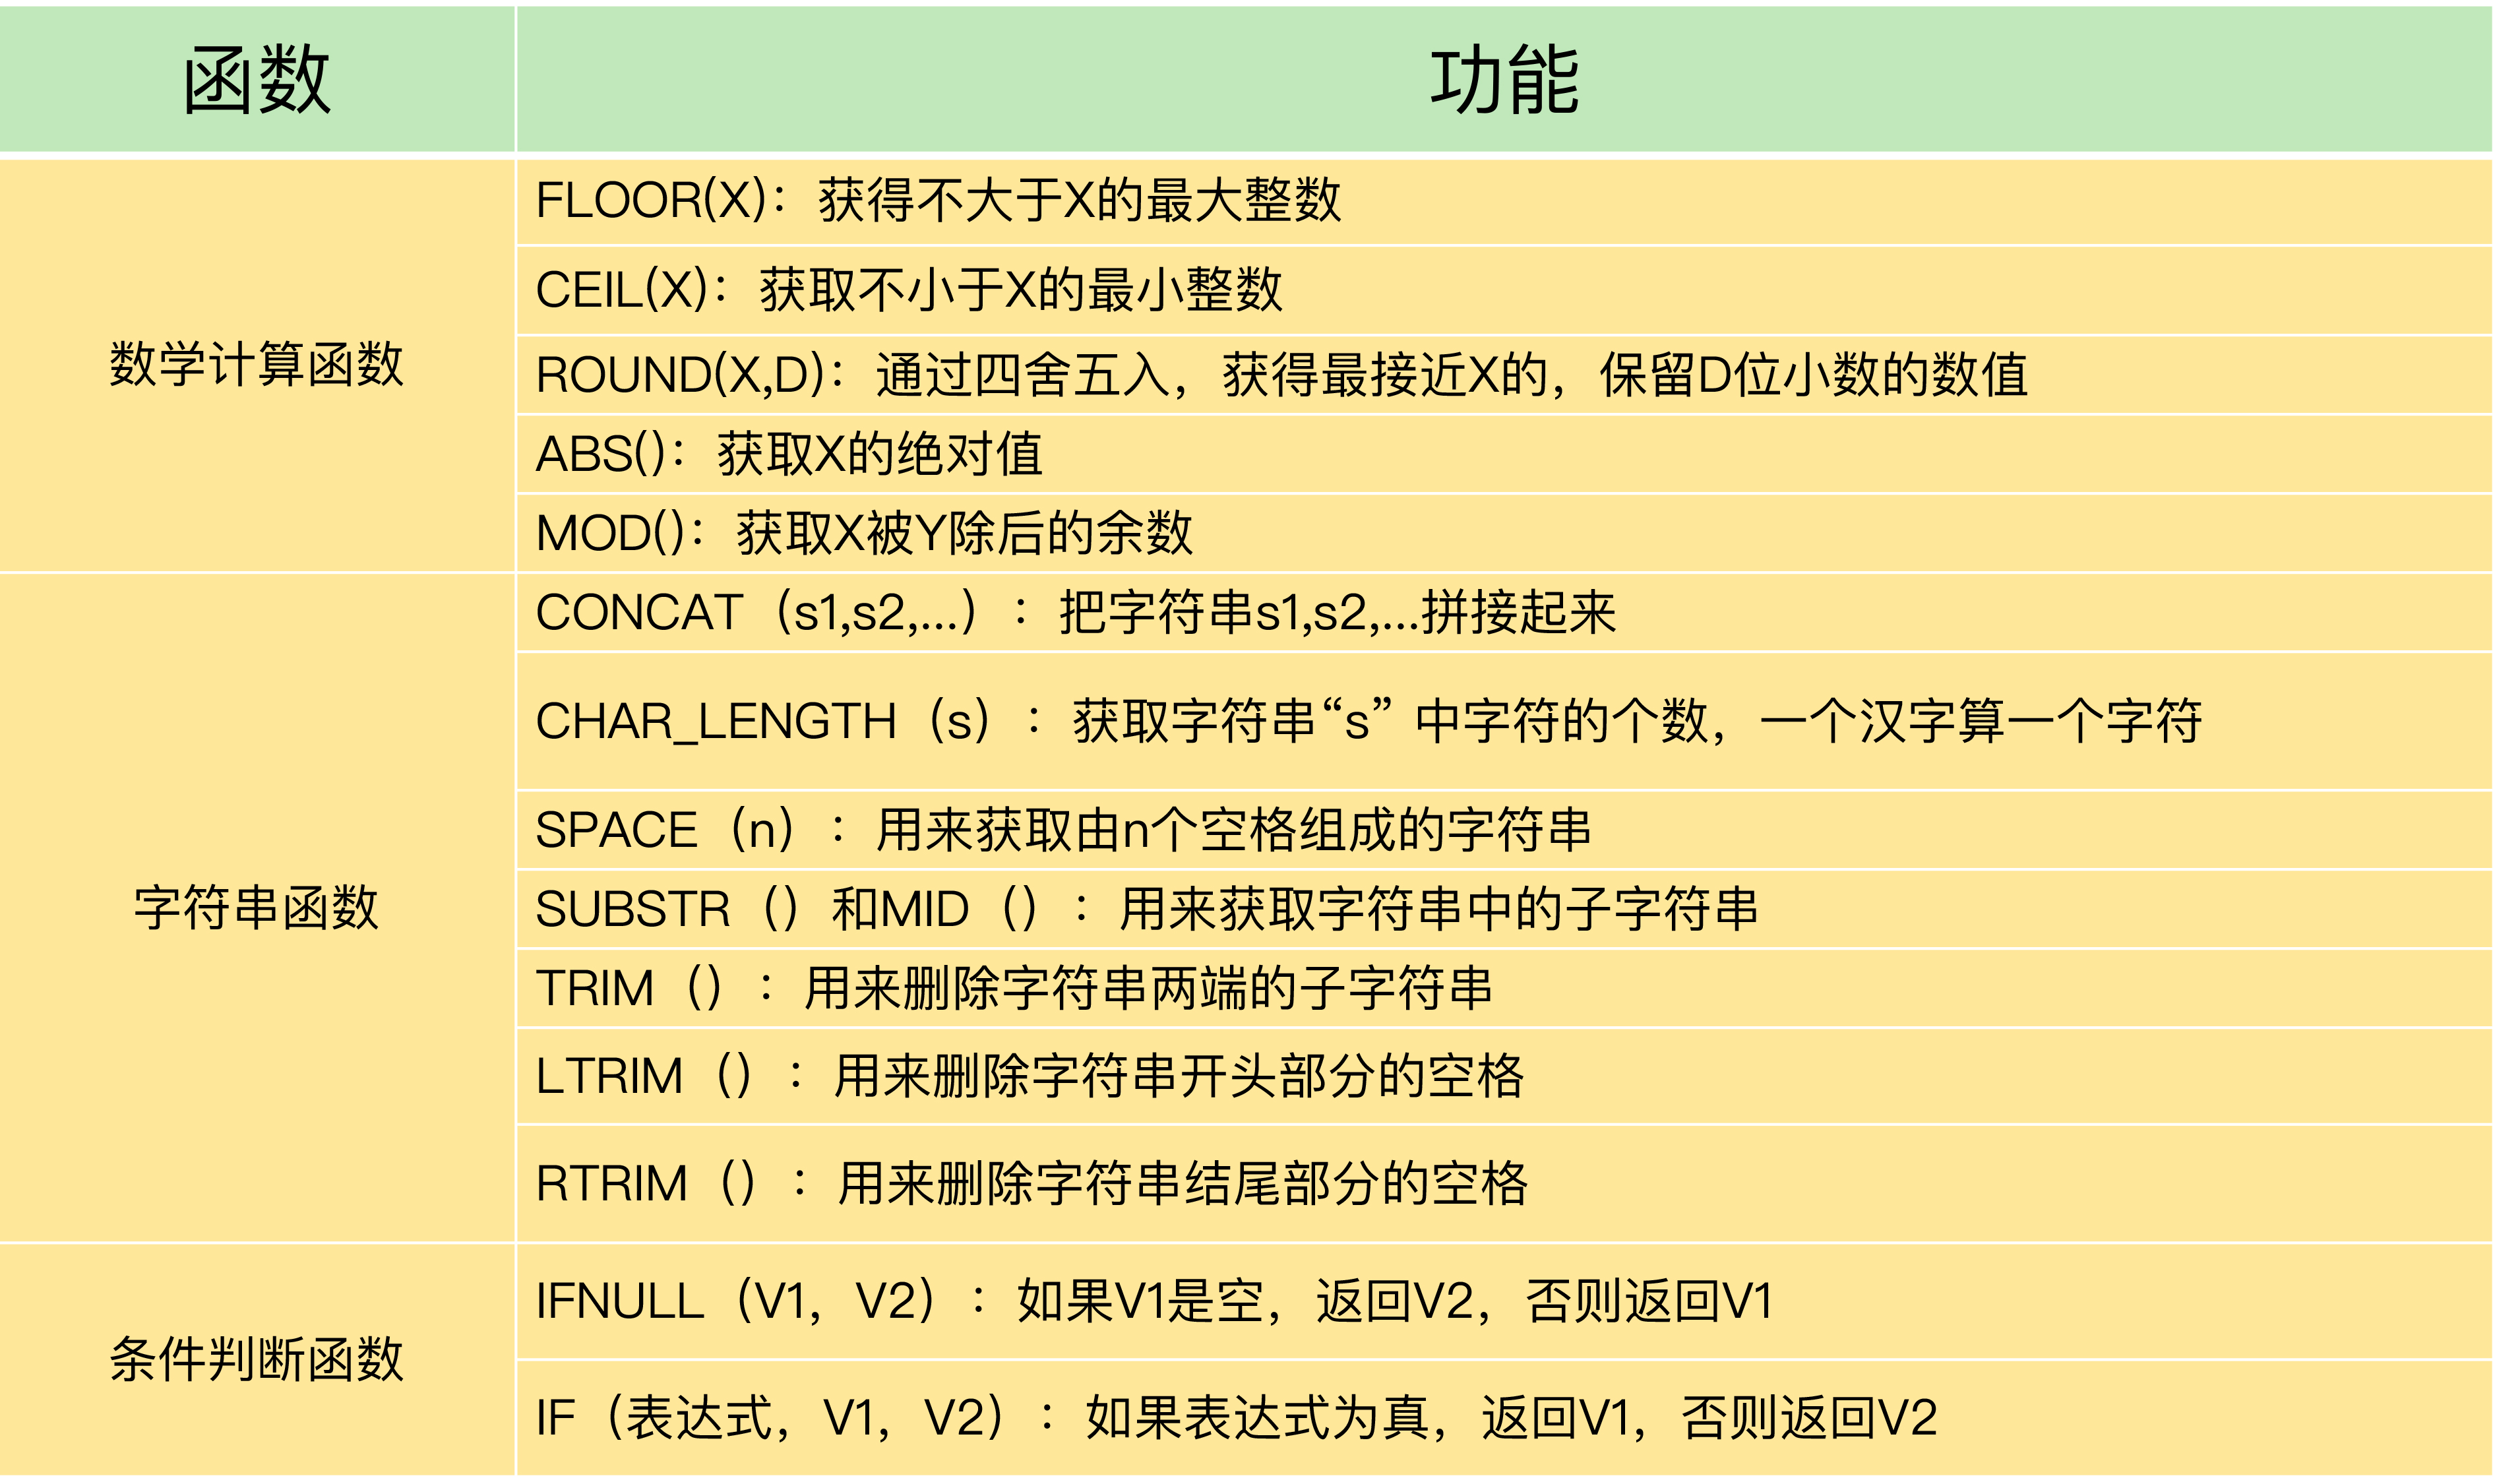 函数
功能
数学计算函数
FLOOR(X)：获得不大于X的最大整数
CEIL(X)：获取不小于X的最小整数
ROUND(X,D)：通过四舍五入，获得最接近X的，保留D位小数的数值
ABS()：获取X的绝对值
MOD()：获取X被Y除后的余数
字符串函数
CONCAT（s1,s2,...）：把字符串s1,s2,...拼接起来
CHAR_LENGTH（s）：获取字符串“s”中字符的个数，一个汉字算一个字符
SPACE（n）：用来获取由n个空格组成的字符串
SUBSTR（）和MID（）：用来获取字符串中的子字符串
TRIM（）：用来删除字符串两端的子字符串
LTRIM（）：用来删除字符串开头部分的空格
RTRIM（）：用来删除字符串结尾部分的空格
条件判断函数
IFNULL（V1，V2）：如果V1是空，返回V2，否则返回V1
IF（表达式，V1，V2）：如果表达式为真，返回V1，否则返回V2